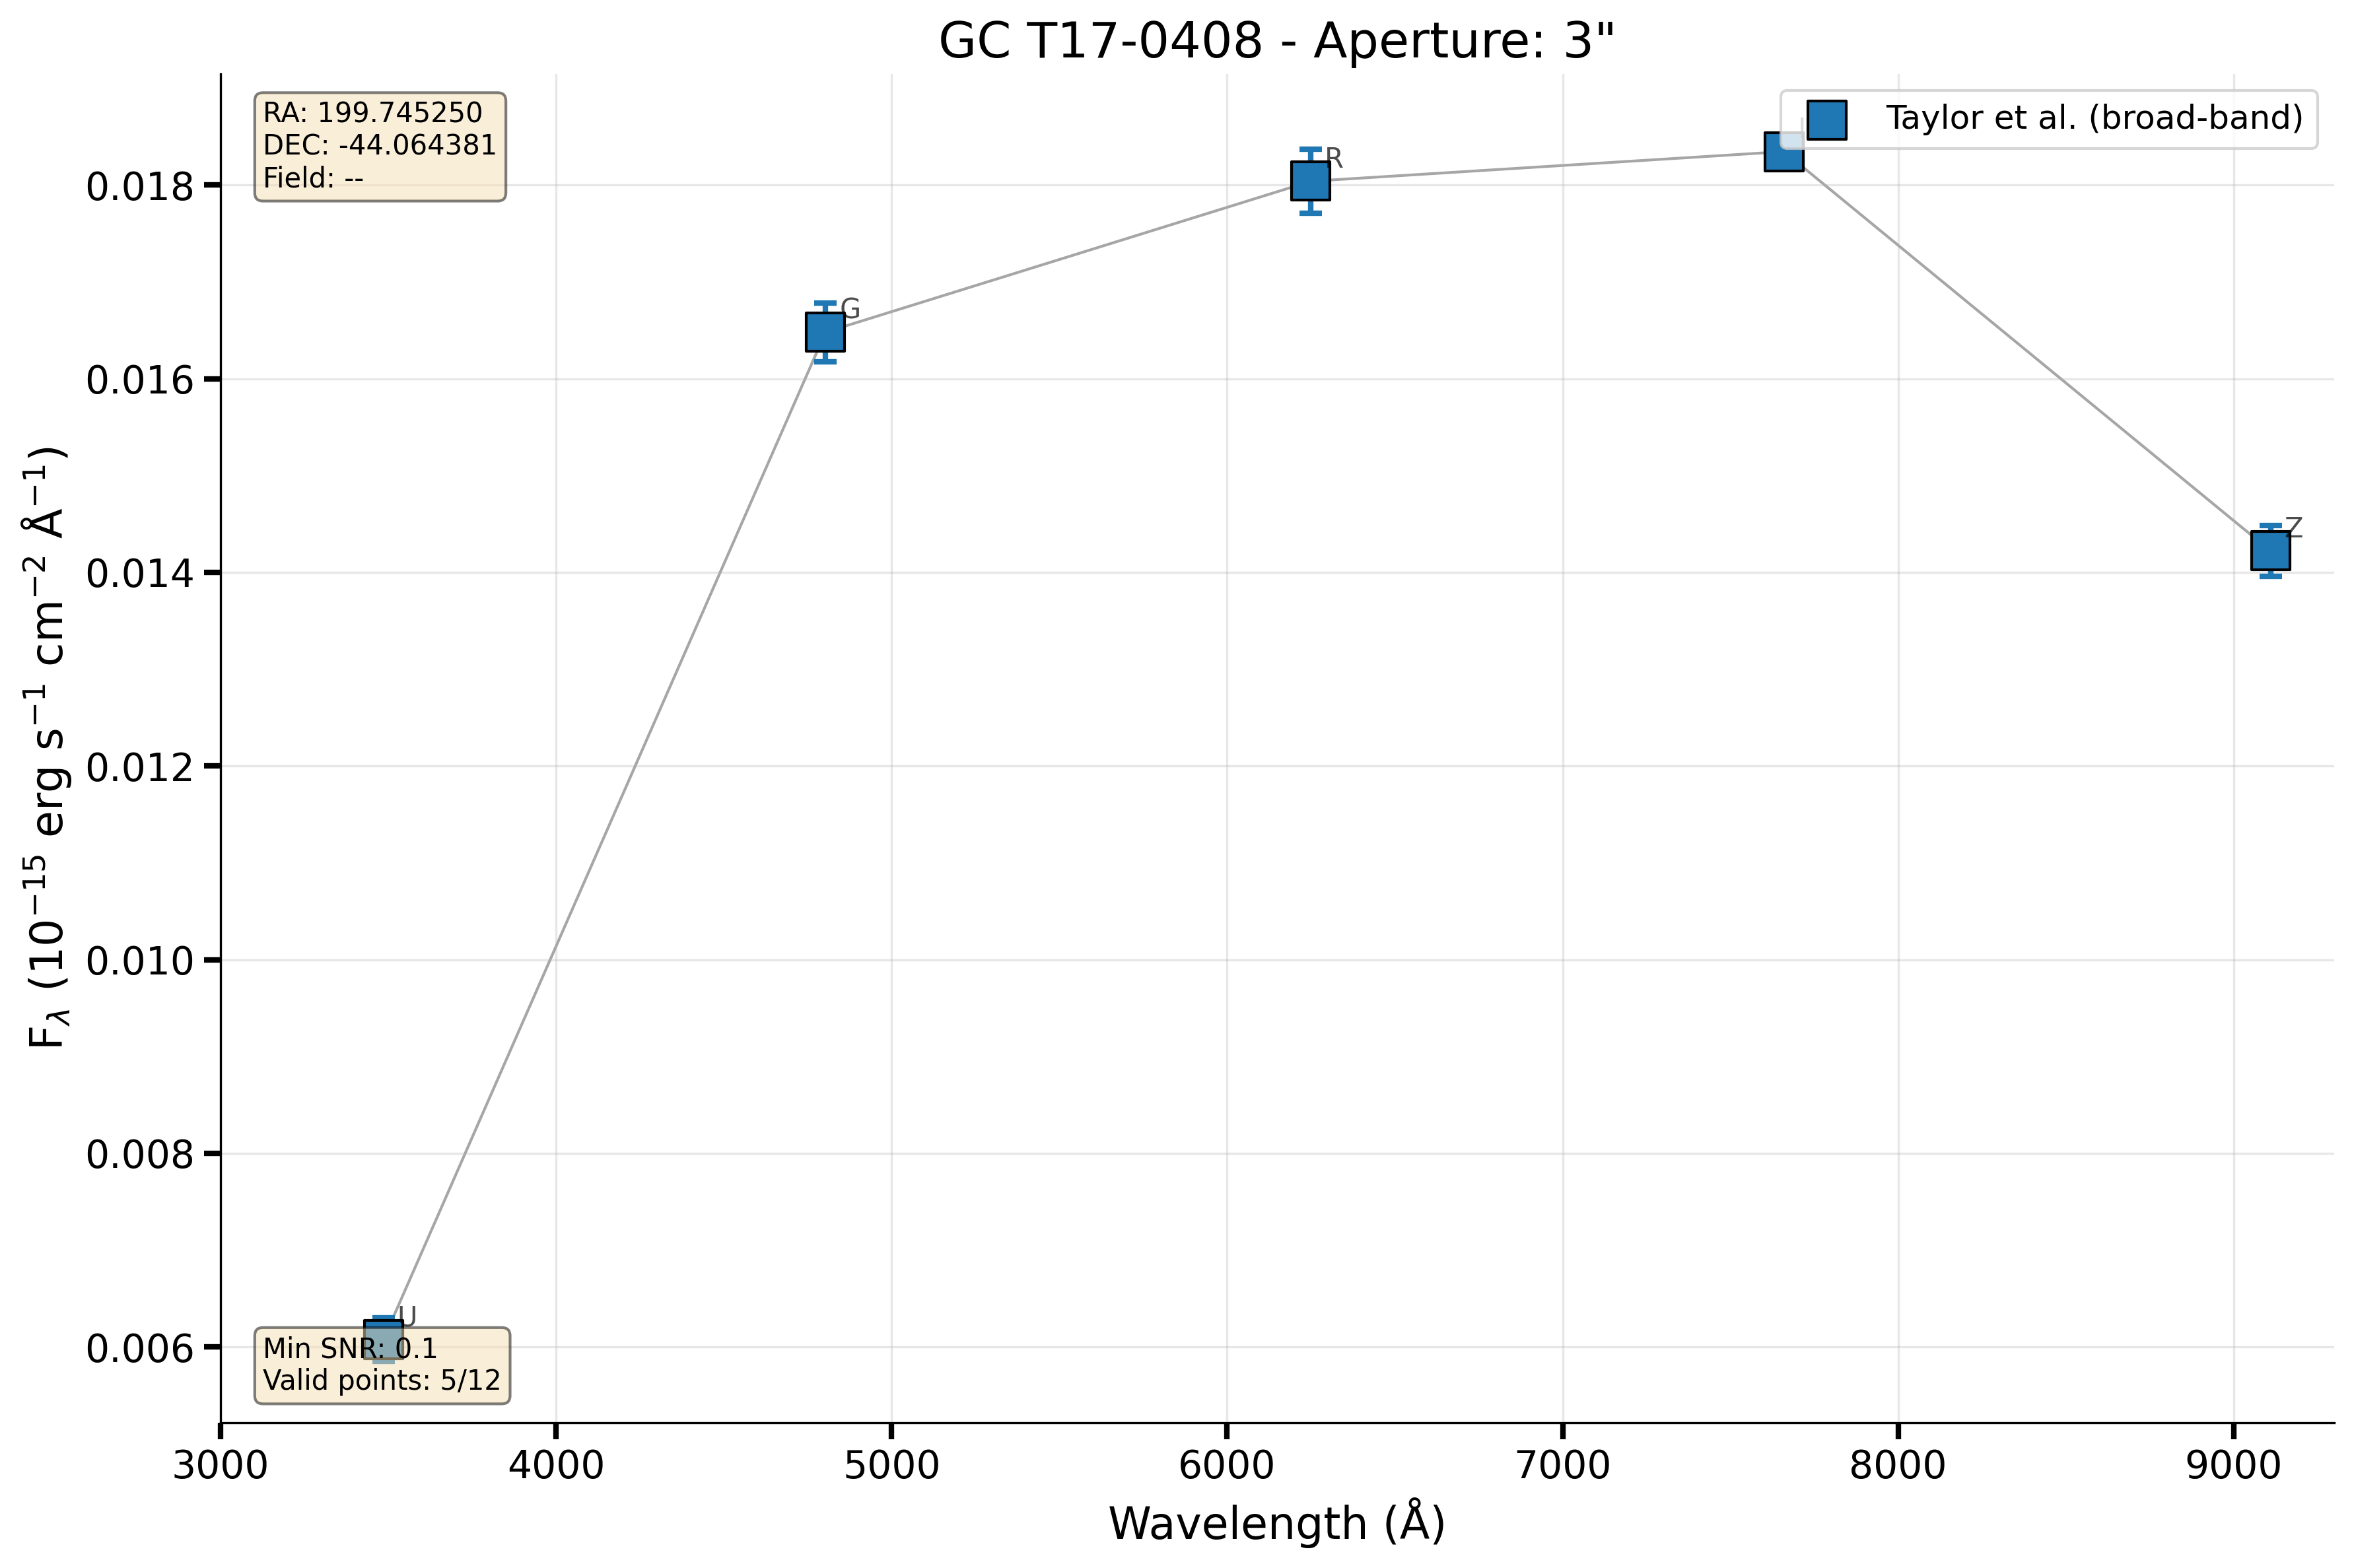 GC T17-0408 - Aperture: 3"
RA: 199.745250
DEC: -44.064381
Field: --
Taylor et al. (broad-band)
R
G
Z
U
Min SNR: 0.1
Valid points: 5/12
0.018
0.016
0.014
0.012
0.010
0.008
0.006
F_λ (10⁻¹⁵ erg s⁻¹ cm⁻² Å⁻¹)
3000 4000 5000 6000 7000 8000 9000
Wavelength (Å)